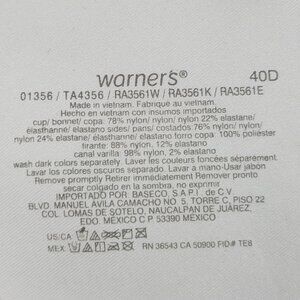 warner's® 40D
01356 / TA4356 / RA3561W / RA3561K / RA3561E
Made in vietnam. Fabriqué au vietnam.
Hecho en vietnam con insumos importados
cup/ bonnet/ copa: 78% nylon/ nylon 22% elastane/
élasthanne/ elastano sides/ pans/ costados 76% nylon/
nylon 24% elastane/ élasthanne/ elastano forro copa: 100% poliéster
tirante: 88% nylon, 12% elastano
canal varilla: 98% nylon, 2% elastano
wash dark colors separately. Laver les couleurs foncées séparement.
Lavar los colores oscuros separado. Lavar a mano-Usar jabón
Remove promptly Retirer immédiatement Remover pronto
secar colgado en la sombra, no exprimir
IMPORTADO POR BASECO, S.A.P.I. de C.V
BLVD. MANUEL AVILA CAMACHO NO 5, TORRE C, PISO 22
COL. LOMAS DE SOTELO, NAUCALPAN DE JUÁREZ,
EDO. MÉXICO C P 53390 MÉXICO
US/CA
MEX: RN 36543 CA 50900 FID# TE8